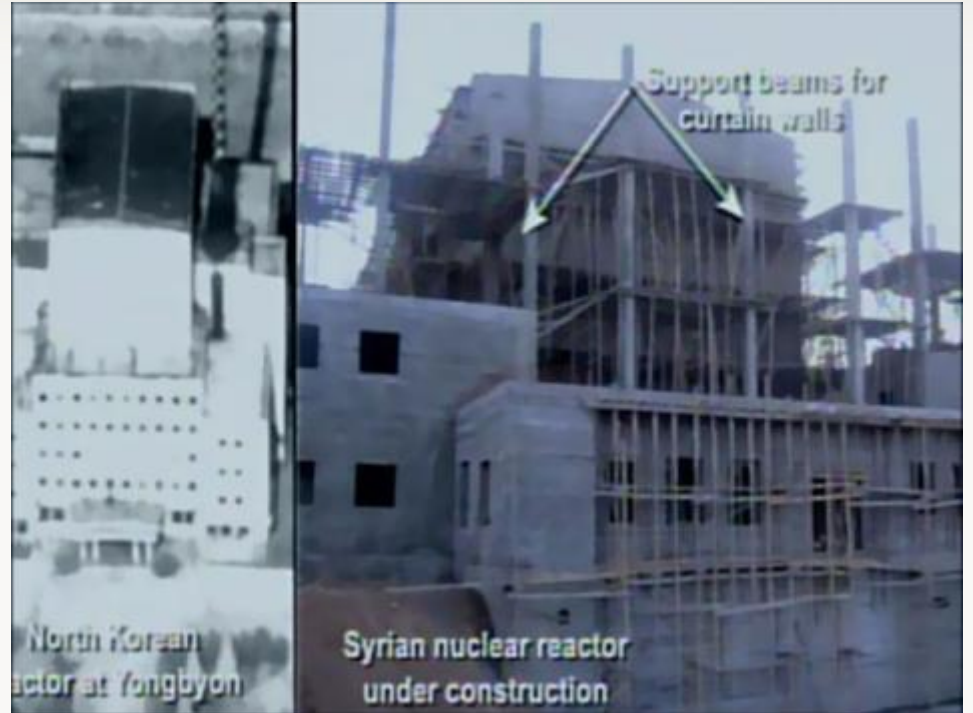 Support beams for
curtain walls
North Korean
actor at Yongbyon
Syrian nuclear reactor
under construction